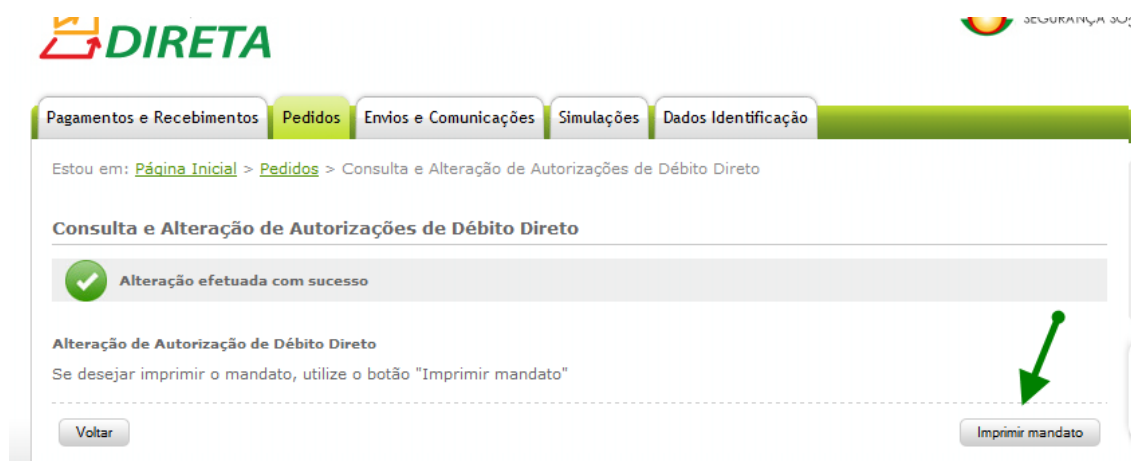 DIRETA
Pagamentos e Recebimentos Pedidos Envios e Comunicações Simulações Dados Identificação
Estou em: Página Inicial > Pedidos > Consulta e Alteração de Autorizações de Débito Direto
Consulta e Alteração de Autorizações de Débito Direto
Alteração efetuada com sucesso
Alteração de Autorização de Débito Direto
Se desejar imprimir o mandato, utilize o botão "Imprimir mandato"
Voltar Imprimir mandato